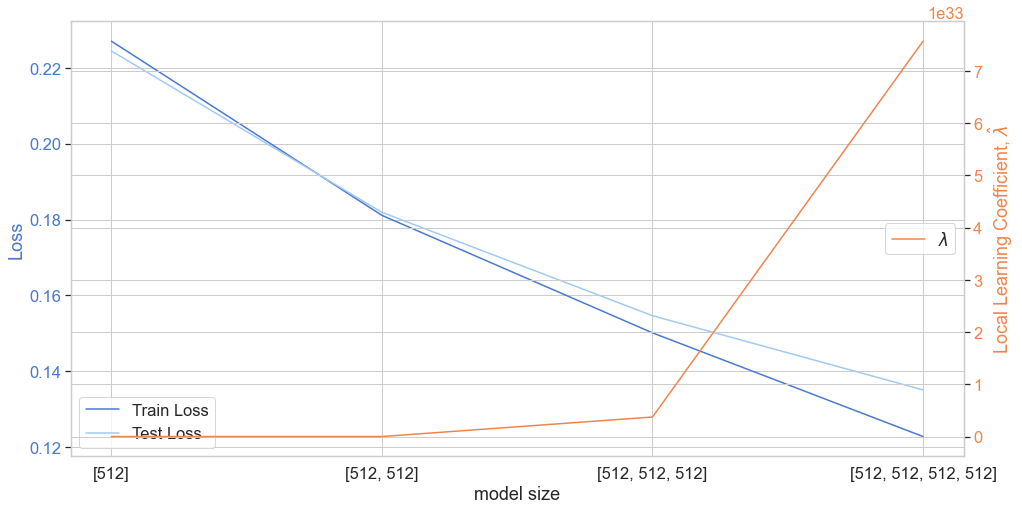 1e33
0.22
0.20
0.18
0.16
0.14
0.12
Loss
7
6
5
4
3
2
1
0
Local Learning Coefficient, λ̂
λ
Train Loss
Test Loss
[512]
[512, 512]
[512, 512, 512]
[512, 512, 512, 512]
model size